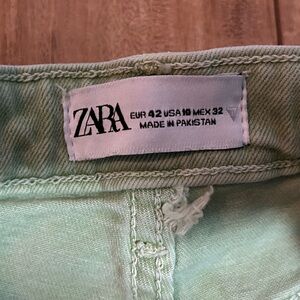 ZARA
EUR 42 USA 10 MEX 32
MADE IN PAKISTAN